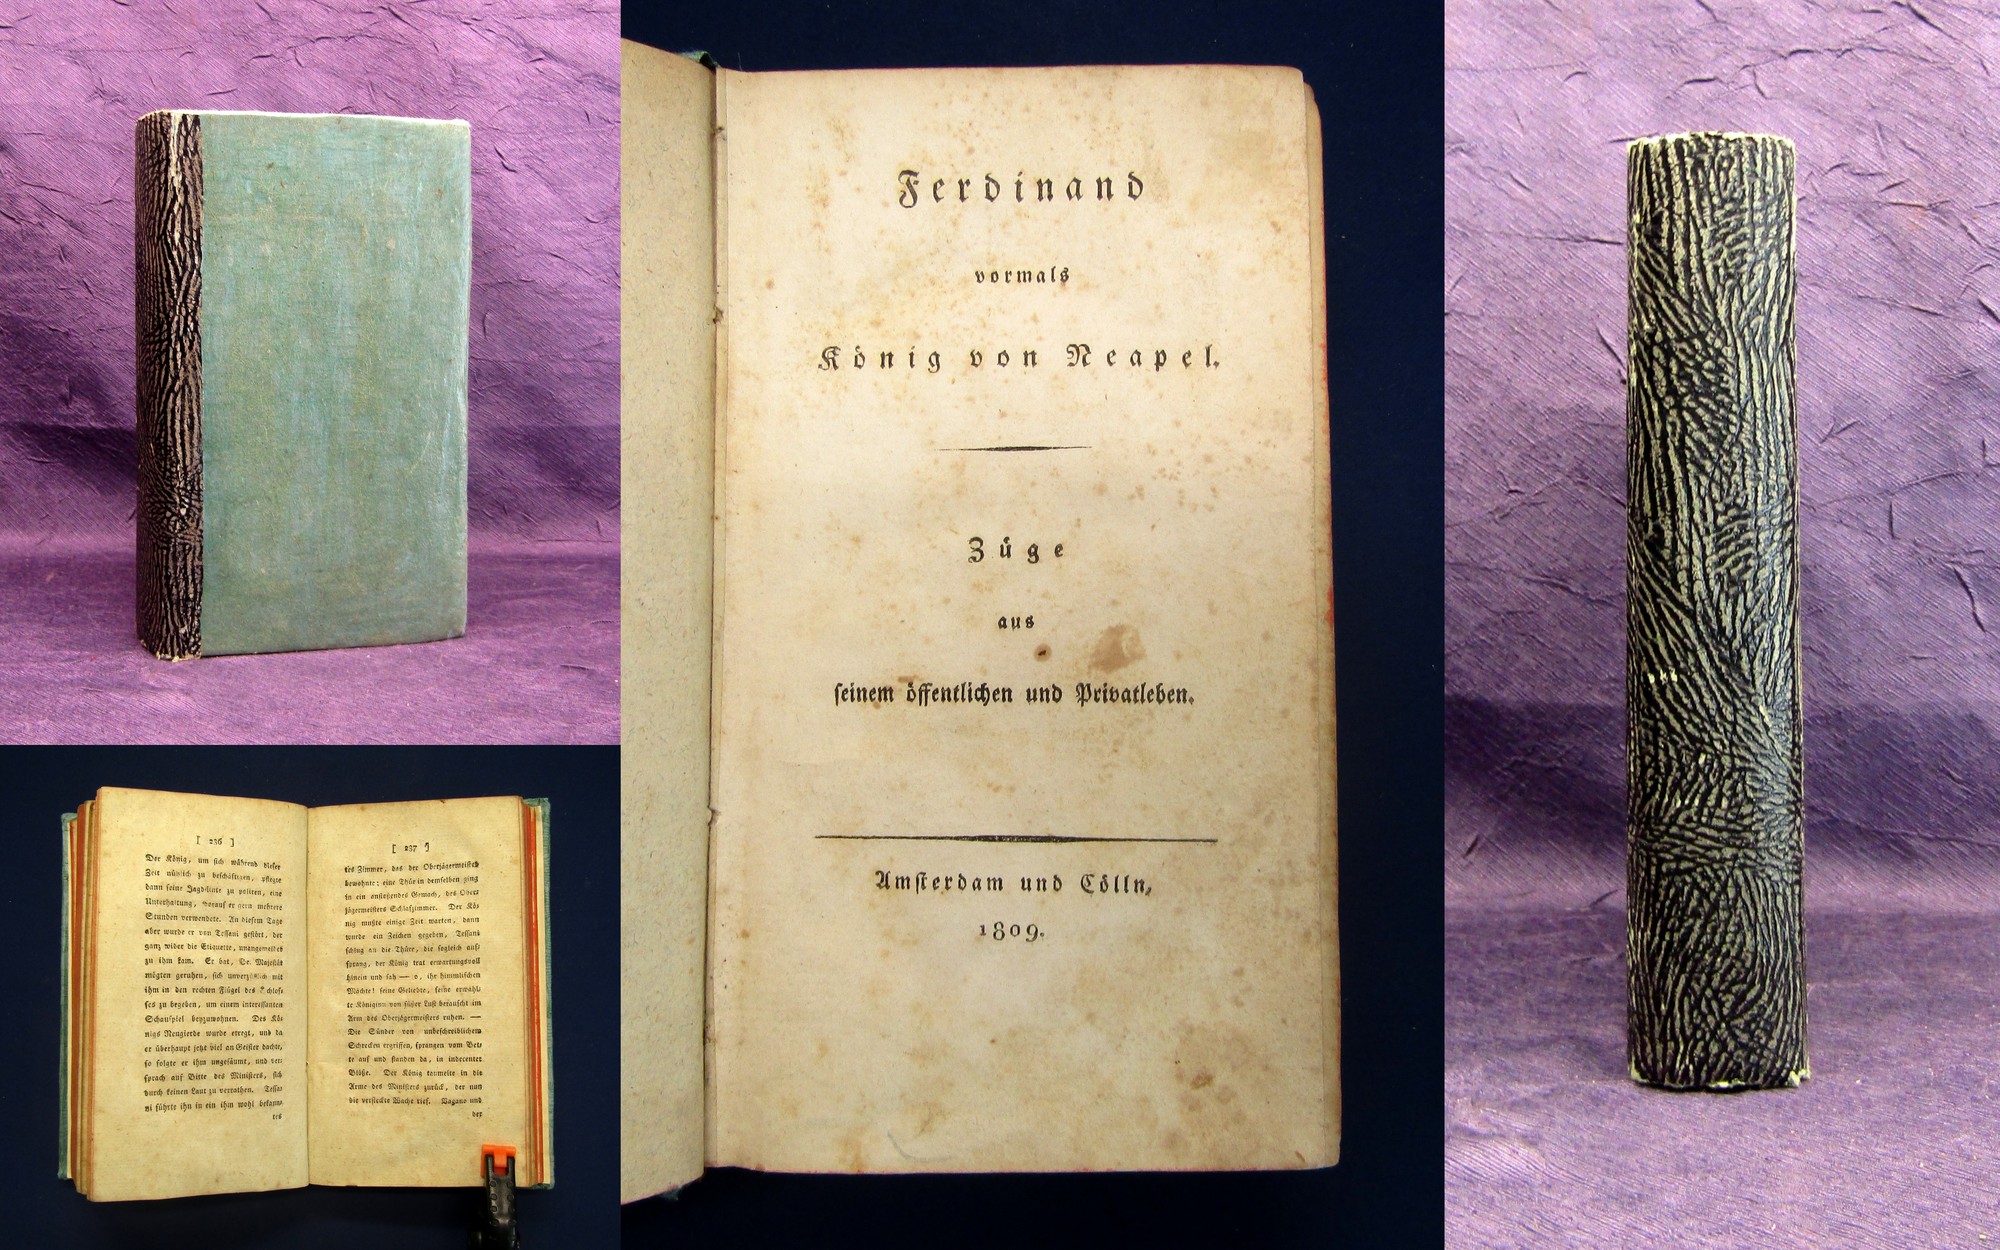 Ferdinand
vormals
König von Neapel.
Züge
aus
seinem öffentlichen und Privatleben.
Amsterdam und Cölln,
1809.
[ 236 ]
Der König, um sich während dieser
Zeit nützlich zu beschäftigen, pflegte
dann seine Jagdflinte zu poliren, eine
Unterhaltung, worauf er gern mehrere
Stunden verwendete. An diesem Tage
aber wurde er von Tessani gestört, der
ganz wider die Etiquette, unangemeldet
zu ihm kam. Er bat, Se. Majestät
mögten geruhen, sich unverzüglich mit
ihm in den rechten Flügel des Schlos-
ses zu begeben, um einem interessanten
Schauspiel beyzuwohnen. Des Kö-
nigs Neugierde wurde erregt, und da
er überhaupt jetzt viel an Geister dachte,
so folgte er ihm ungesäumt, und ver-
sprach auf Bitte des Ministers, sich
durch keinen Laut zu verrathen. Tessa-
ni führte ihn in ein ihm wohl bekann-
tes
[ 237 ]
tes Zimmer, das der Oberjägermeister
bewohnte; eine Thür in demselben ging
in ein anstoßendes Gemach, des Ober-
jägermeisters Schlafzimmer. Der Kö-
nig mußte einige Zeit warten, dann
wurde ein Zeichen gegeben, Tessani
schlug an die Thüre, die sogleich auf-
sprang, der König trat erwartungsvoll
hinein und sah — o, ihr himmlischen
Mächte! seine Geliebte, seine erwähl-
te Königinn von süßer Lust berauscht im
Arm des Oberjägermeisters ruhen. —
Die Sünder von unbeschreiblichem
Schrecken ergriffen, sprangen vom Bet-
te auf und standen da, in indecenter
Blöße. Der König taumelte in die
Arme des Ministers zurück, der nun
die versteckte Wache rief. Vagano und
der